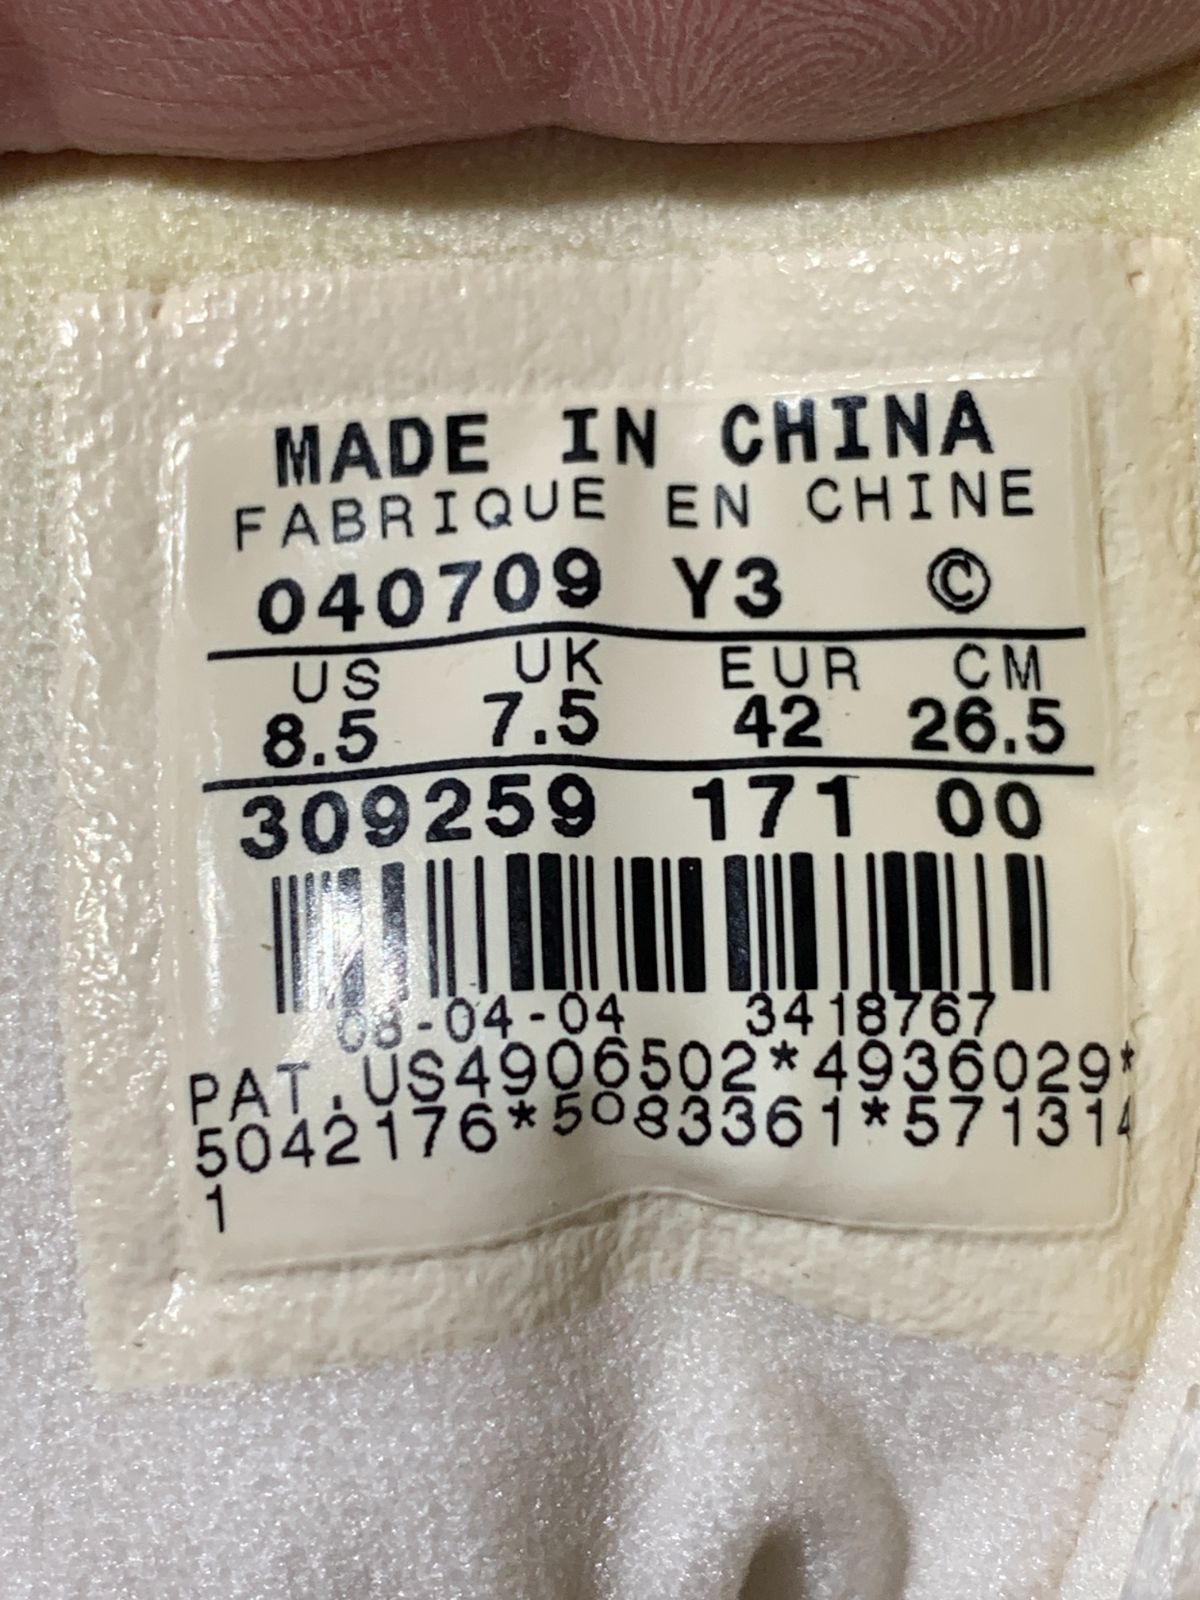 MADE IN CHINA
FABRIQUE EN CHINE
040709 Y3 ©
US UK EUR CM
8.5 7.5 42 26.5
309259 171 00
08-04-04 3418767
PAT.US4906502*4936029*
5042176*5083361*571314
1